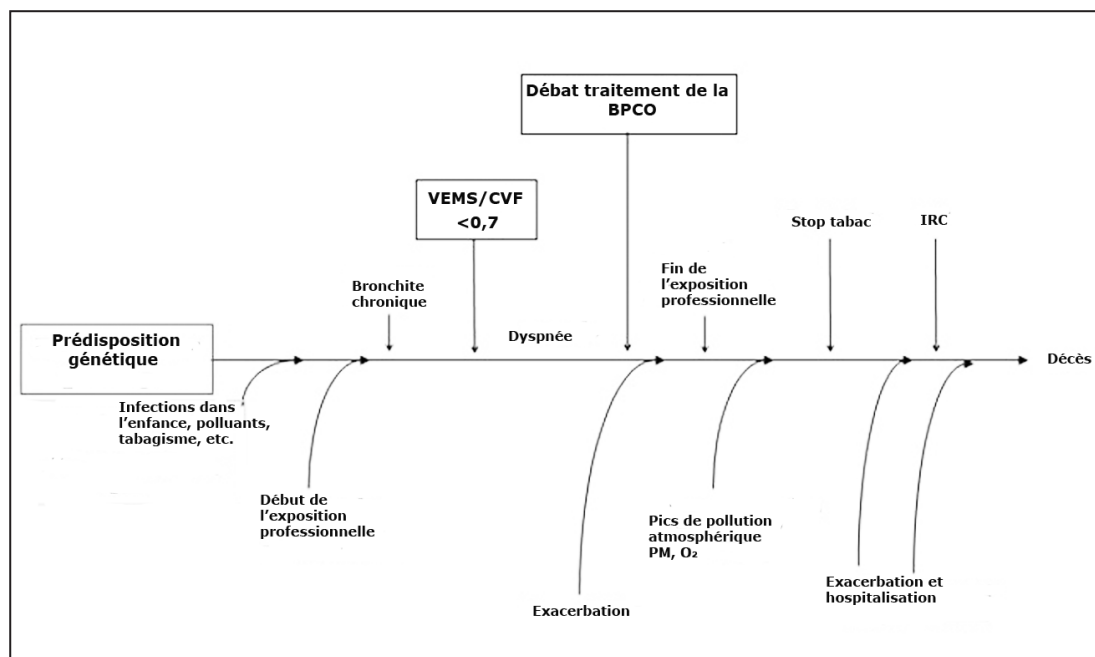 Débat traitement de la
BPCO
VEMS/CVF
<0,7
Stop tabac
IRC
Bronchite
chronique
Fin de
l’exposition
professionnelle
Prédisposition
génétique
Dyspnée
Décès
Infections dans
l’enfance, polluants,
tabagisme, etc.
Début de
l’exposition
professionnelle
Pics de pollution
atmosphérique
PM, O₂
Exacerbation
Exacerbation et
hospitalisation